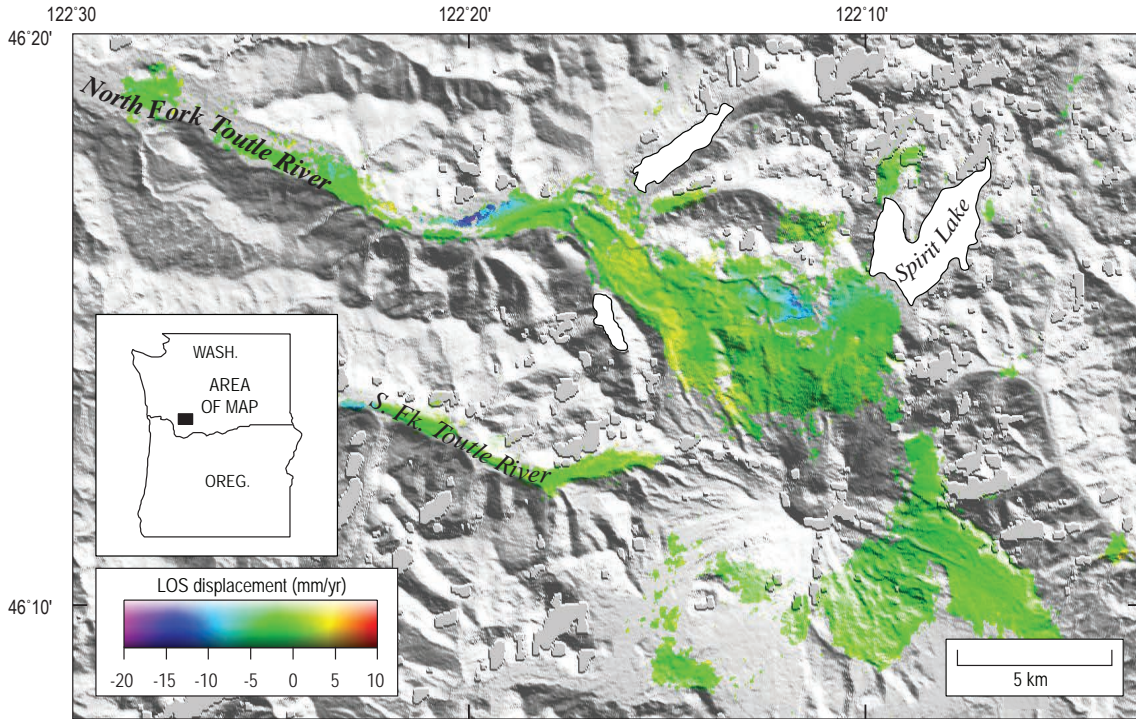 122°30'
122°20'
122°10'
46°20'
North Fork Toutle River
Spirit Lake
WASH.
AREA
OF MAP
OREG.
S. Fk. Toutle River
LOS displacement (mm/yr)
-20 -15 -10 -5 0 5 10
46°10'
5 km